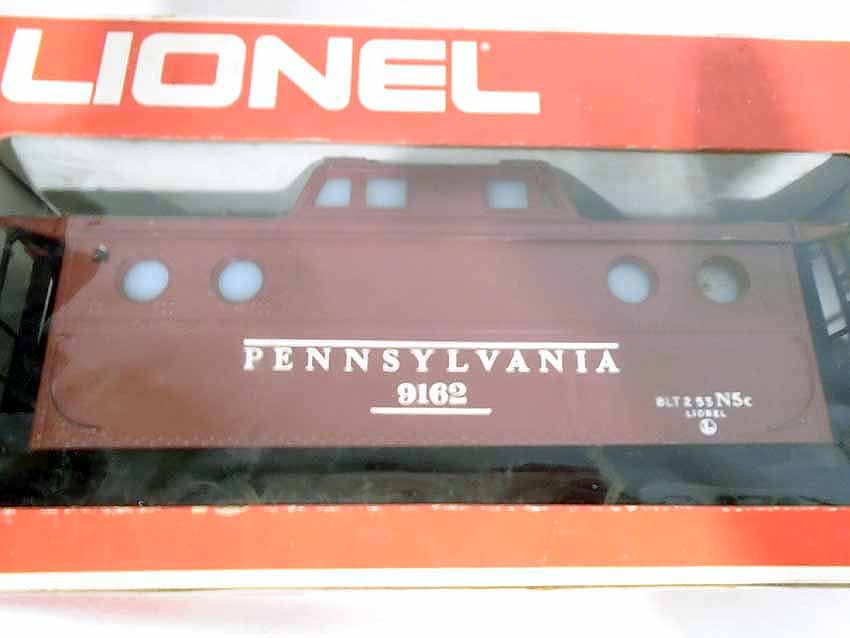 LIONEL
PENNSYLVANIA
9162
BLT 2 53 N5c
LIONEL
L